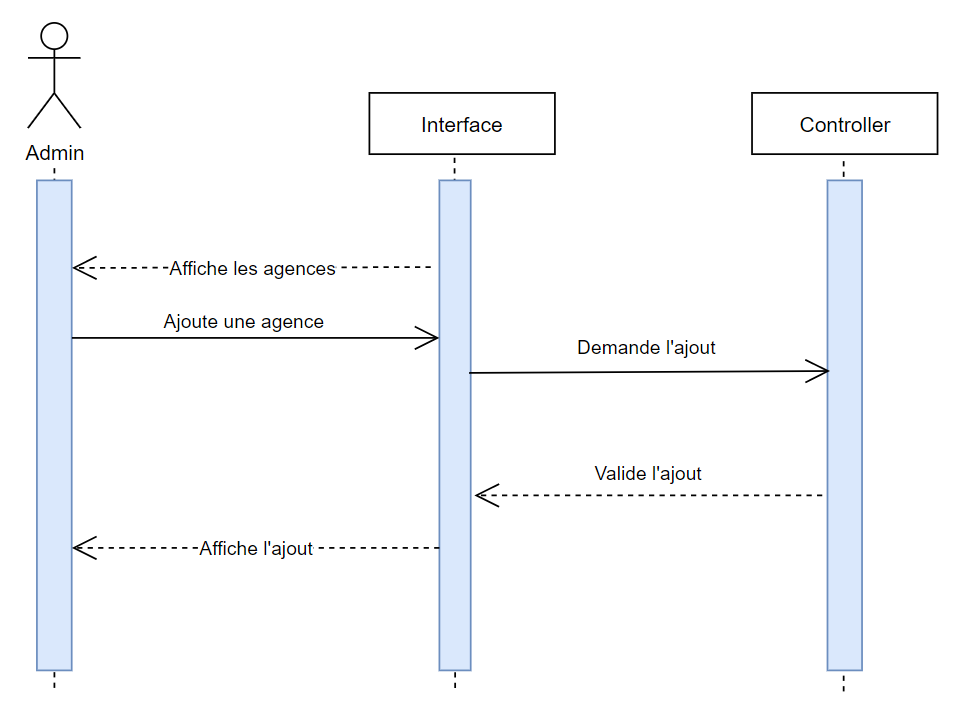 Admin
Interface
Controller
Affiche les agences
Ajoute une agence
Demande l'ajout
Valide l'ajout
Affiche l'ajout